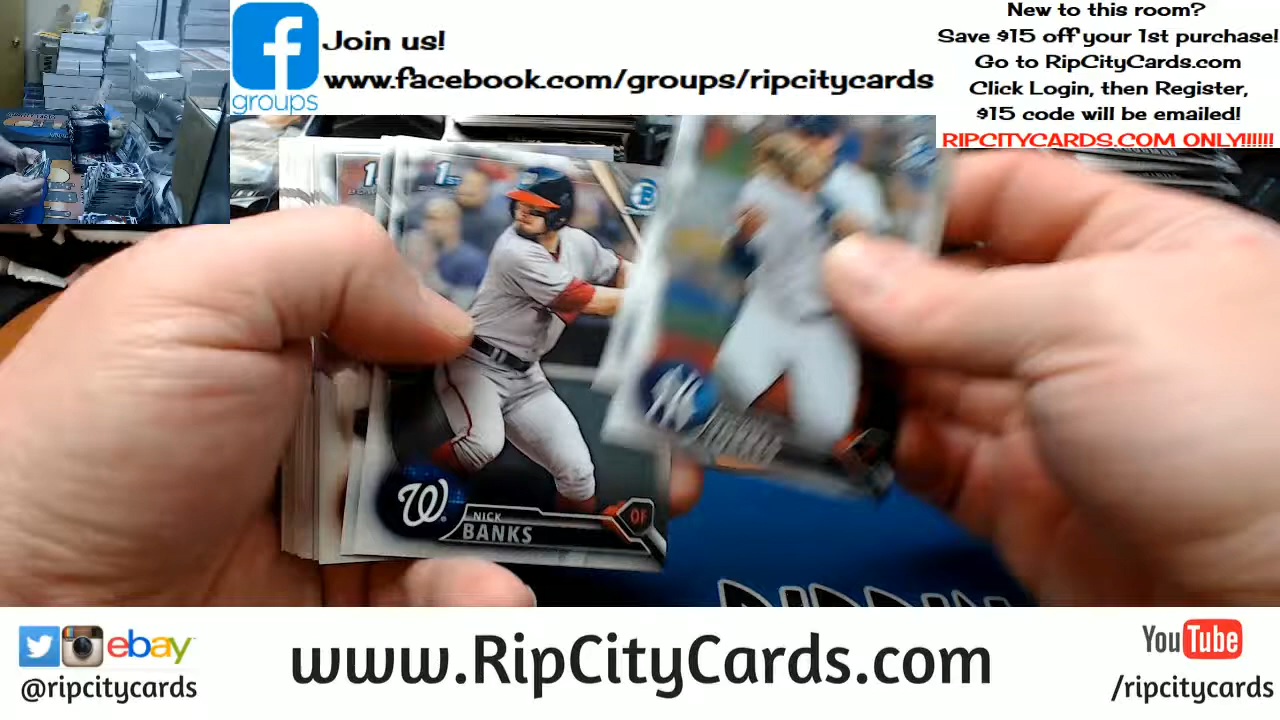 Join us!
www.facebook.com/groups/ripcitycards
groups
New to this room?
Save $15 off your 1st purchase!
Go to RipCityCards.com
Click Login, then Register,
$15 code will be emailed!
RIPCITYCARDS.COM ONLY!!!!!!
1st
B
W
NICK
BANKS
OF
ebay
@ripcitycards
www.RipCityCards.com
YouTube
/ripcitycards